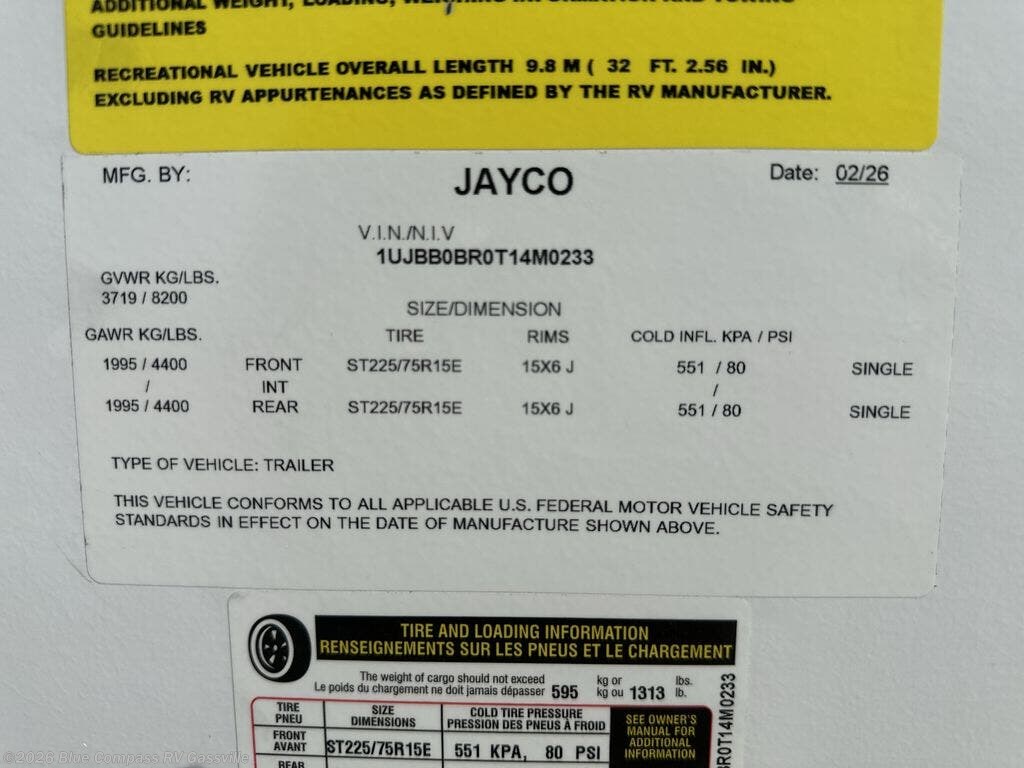 ADDITIONAL WEIGHT, LOADING, WEIGHING INFORMATION AND TOWING
GUIDELINES
RECREATIONAL VEHICLE OVERALL LENGTH 9.8 M ( 32 FT. 2.56 IN.)
EXCLUDING RV APPURTENANCES AS DEFINED BY THE RV MANUFACTURER.
MFG. BY: JAYCO Date: 02/26
V.I.N./N.I.V
1UJBB0BR0T14M0233
GVWR KG/LBS.
3719 / 8200
SIZE/DIMENSION
GAWR KG/LBS. TIRE RIMS COLD INFL. KPA / PSI
1995 / 4400 FRONT ST225/75R15E 15X6 J 551 / 80 SINGLE
/ INT /
1995 / 4400 REAR ST225/75R15E 15X6 J 551 / 80 SINGLE
TYPE OF VEHICLE: TRAILER
THIS VEHICLE CONFORMS TO ALL APPLICABLE U.S. FEDERAL MOTOR VEHICLE SAFETY
STANDARDS IN EFFECT ON THE DATE OF MANUFACTURE SHOWN ABOVE.
TIRE AND LOADING INFORMATION
RENSEIGNEMENTS SUR LES PNEUS ET LE CHARGEMENT
The weight of cargo should not exceed kg or lbs.
Le poids du chargement ne doit jamais dépasser 595 kg ou 1313 lb.
TIRE SIZE COLD TIRE PRESSURE
PNEU DIMENSIONS PRESSION DES PNEUS À FROID
SEE OWNER'S
MANUAL FOR
ADDITIONAL
INFORMATION
FRONT
AVANT ST225/75R15E 551 KPA, 80 PSI
REAR
BR0T14M0233
©2026 Blue Compass RV Gassville